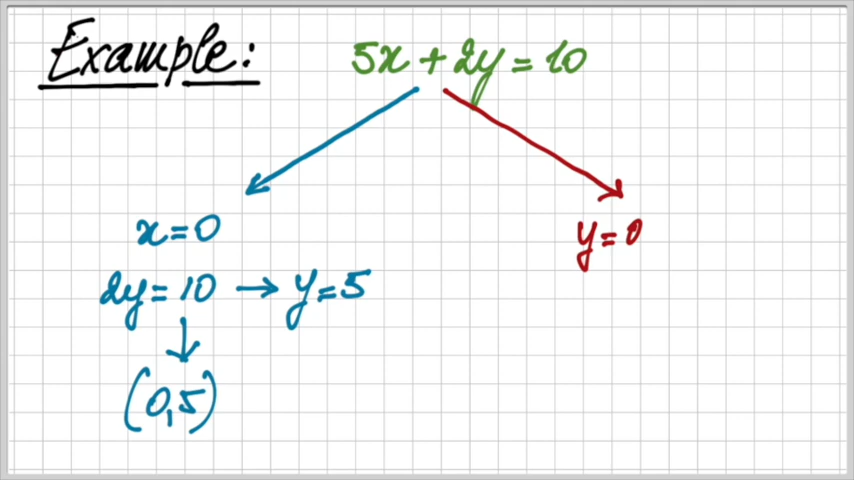 Example: 5x + 2y = 10
x = 0
y = 0
2y = 10 → y = 5
(0,5)